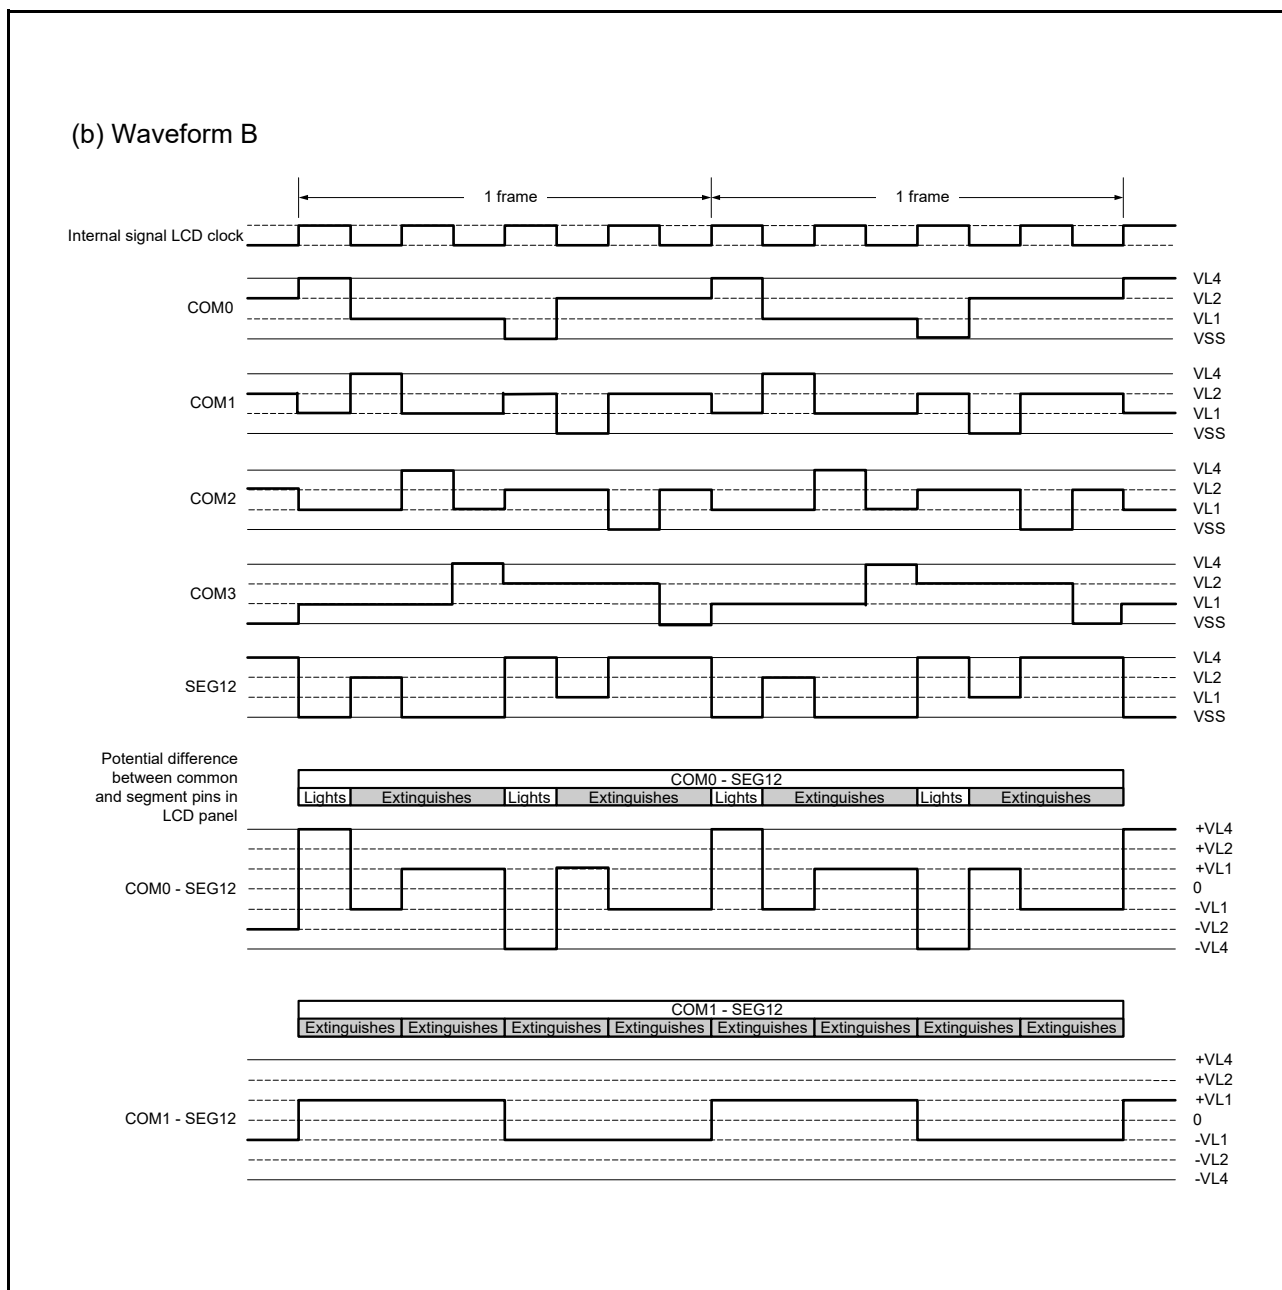 (b) Waveform B
1 frame 1 frame
Internal signal LCD clock
VL4
COM0
VL2
VL1
VSS
VL4
COM1
VL2
VL1
VSS
VL4
COM2
VL2
VL1
VSS
VL4
COM3
VL2
VL1
VSS
VL4
SEG12
VL2
VL1
VSS
Potential difference
between common
and segment pins in
LCD panel
COM0 - SEG12
Lights Extinguishes Lights Extinguishes Lights Extinguishes Lights Extinguishes
+VL4
+VL2
+VL1
COM0 - SEG12 0
-VL1
-VL2
-VL4
COM1 - SEG12
Extinguishes Extinguishes Extinguishes Extinguishes Extinguishes Extinguishes Extinguishes Extinguishes
+VL4
+VL2
+VL1
COM1 - SEG12 0
-VL1
-VL2
-VL4